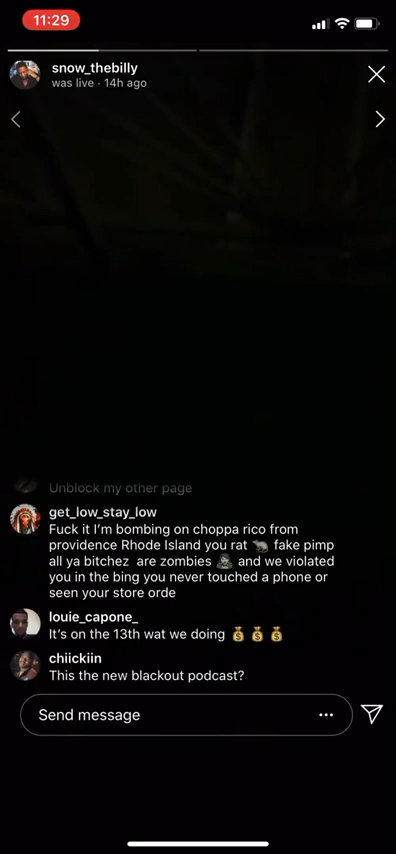 11:29
snow_thebilly
was live · 14h ago
Unblock my other page
get_low_stay_low
Fuck it I'm bombing on choppa rico from
providence Rhode Island you rat 🐀 fake pimp
all ya bitchez are zombies 🧟 and we violated
you in the bing you never touched a phone or
seen your store orde
louie_capone_
It's on the 13th wat we doing 💰 💰 💰
chiickiin
This the new blackout podcast?
Send message